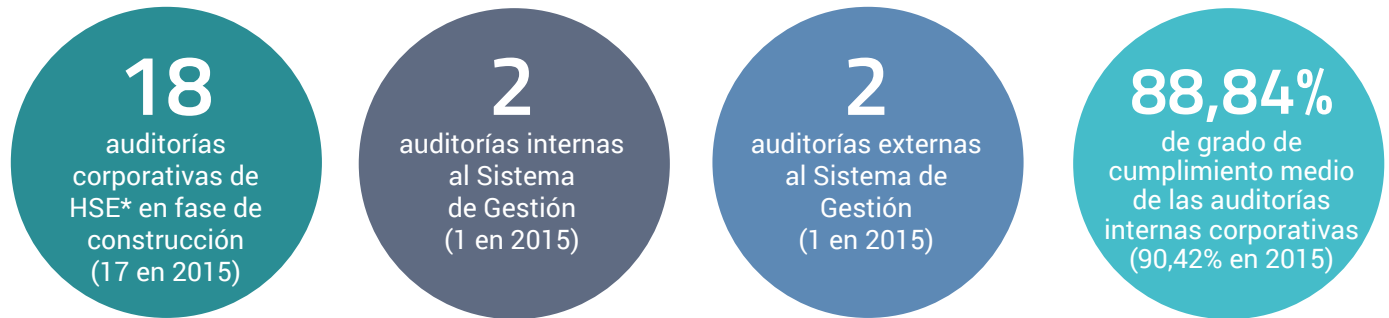 18
auditorías
corporativas de
HSE* en fase de
construcción
(17 en 2015)
2
auditorías internas
al Sistema
de Gestión
(1 en 2015)
2
auditorías externas
al Sistema de
Gestión
(1 en 2015)
88,84%
de grado de
cumplimiento medio
de las auditorías
internas corporativas
(90,42% en 2015)